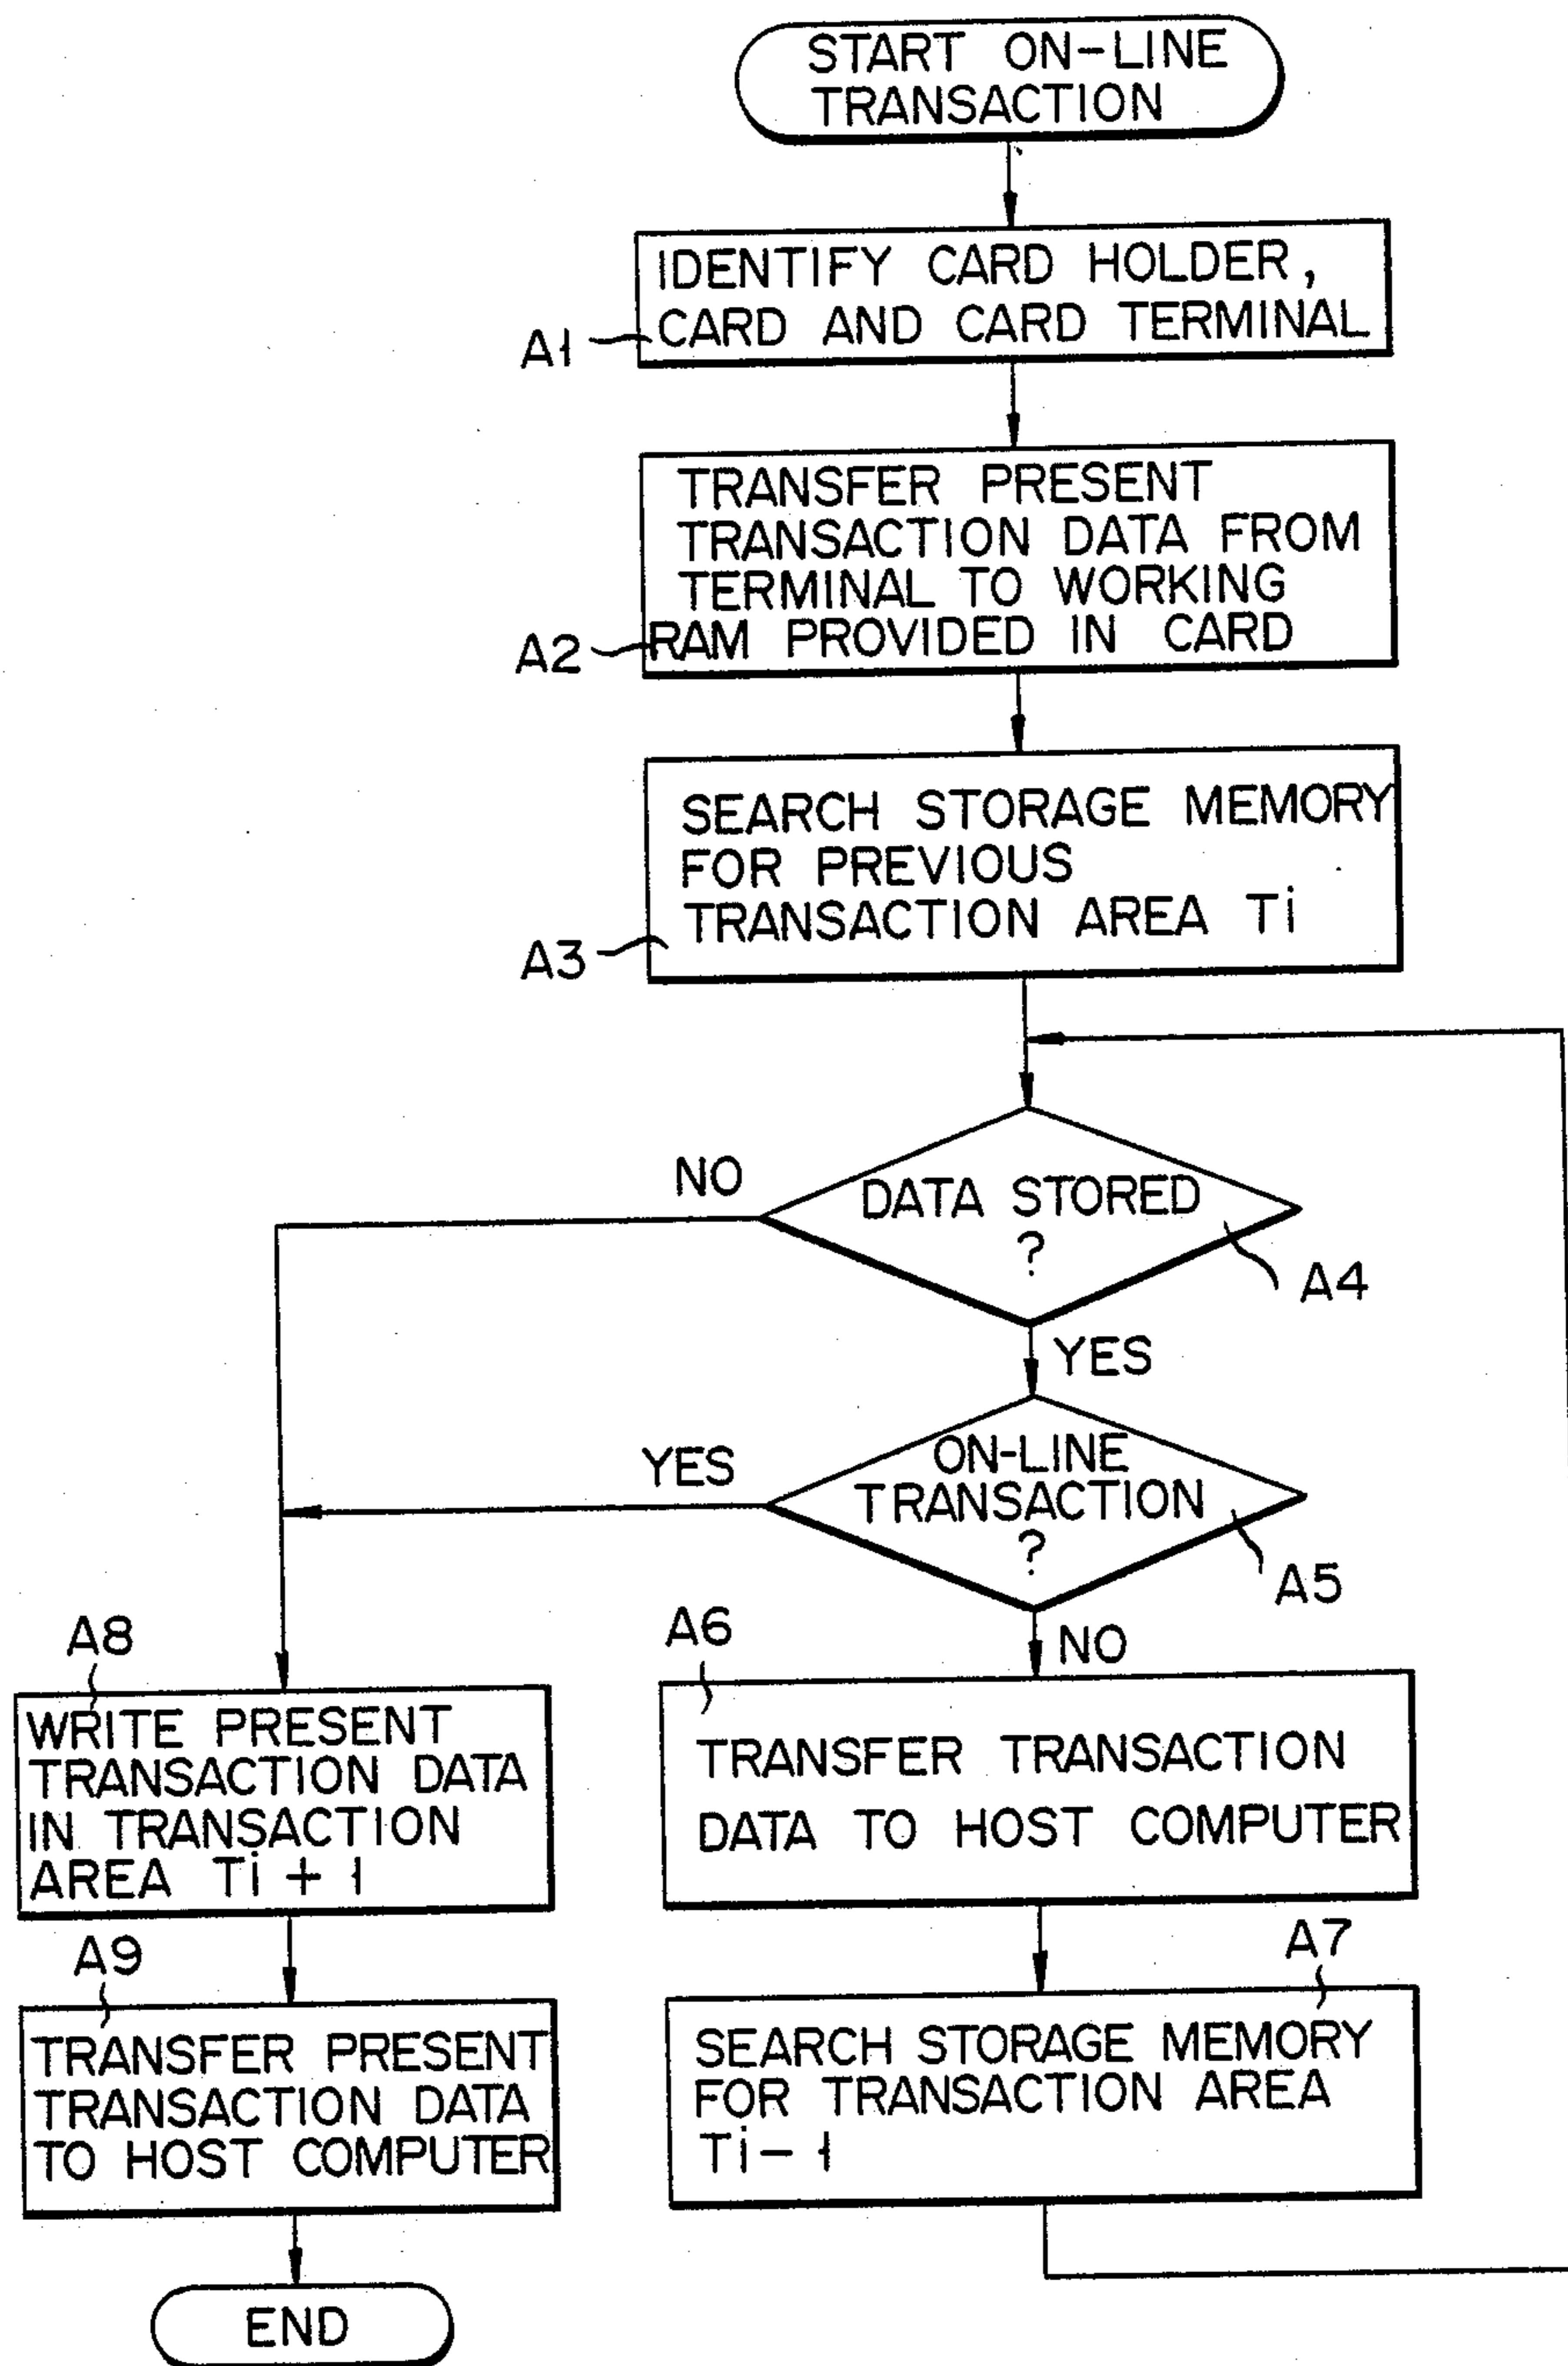 START ON-LINE
TRANSACTION
IDENTIFY CARD HOLDER,
CARD AND CARD TERMINAL
A1
TRANSFER PRESENT
TRANSACTION DATA FROM
TERMINAL TO WORKING
RAM PROVIDED IN CARD
A2
SEARCH STORAGE MEMORY
FOR PREVIOUS
TRANSACTION AREA Ti
A3
NO
DATA STORED
?
A4
YES
YES
ON-LINE
TRANSACTION
?
A5
NO
A8
WRITE PRESENT
TRANSACTION DATA
IN TRANSACTION
AREA Ti + 1
A6
TRANSFER TRANSACTION
DATA TO HOST COMPUTER
A9
TRANSFER PRESENT
TRANSACTION DATA
TO HOST COMPUTER
A7
SEARCH STORAGE MEMORY
FOR TRANSACTION AREA
Ti - 1
END